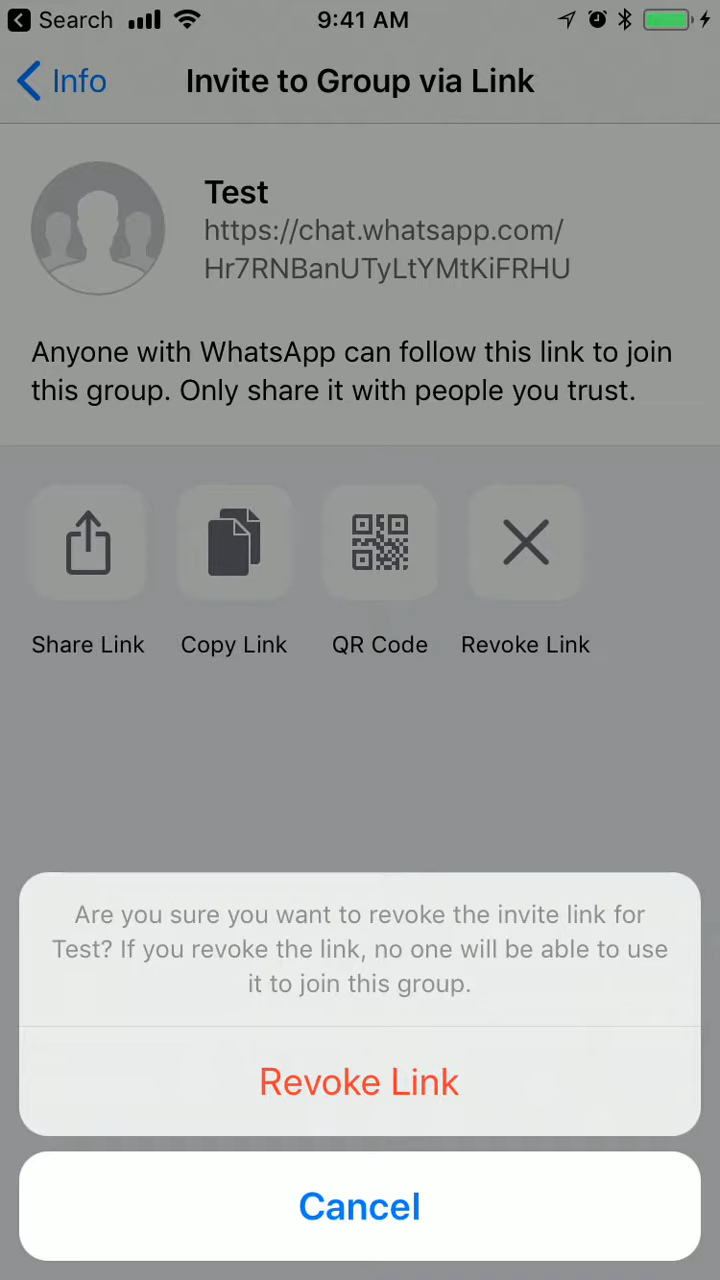 Search
9:41 AM
Info
Invite to Group via Link
Test
https://chat.whatsapp.com/
Hr7RNBanUTyLtYMtKiFRHU
Anyone with WhatsApp can follow this link to join
this group. Only share it with people you trust.
Share Link
Copy Link
QR Code
Revoke Link
Are you sure you want to revoke the invite link for
Test? If you revoke the link, no one will be able to use
it to join this group.
Revoke Link
Cancel